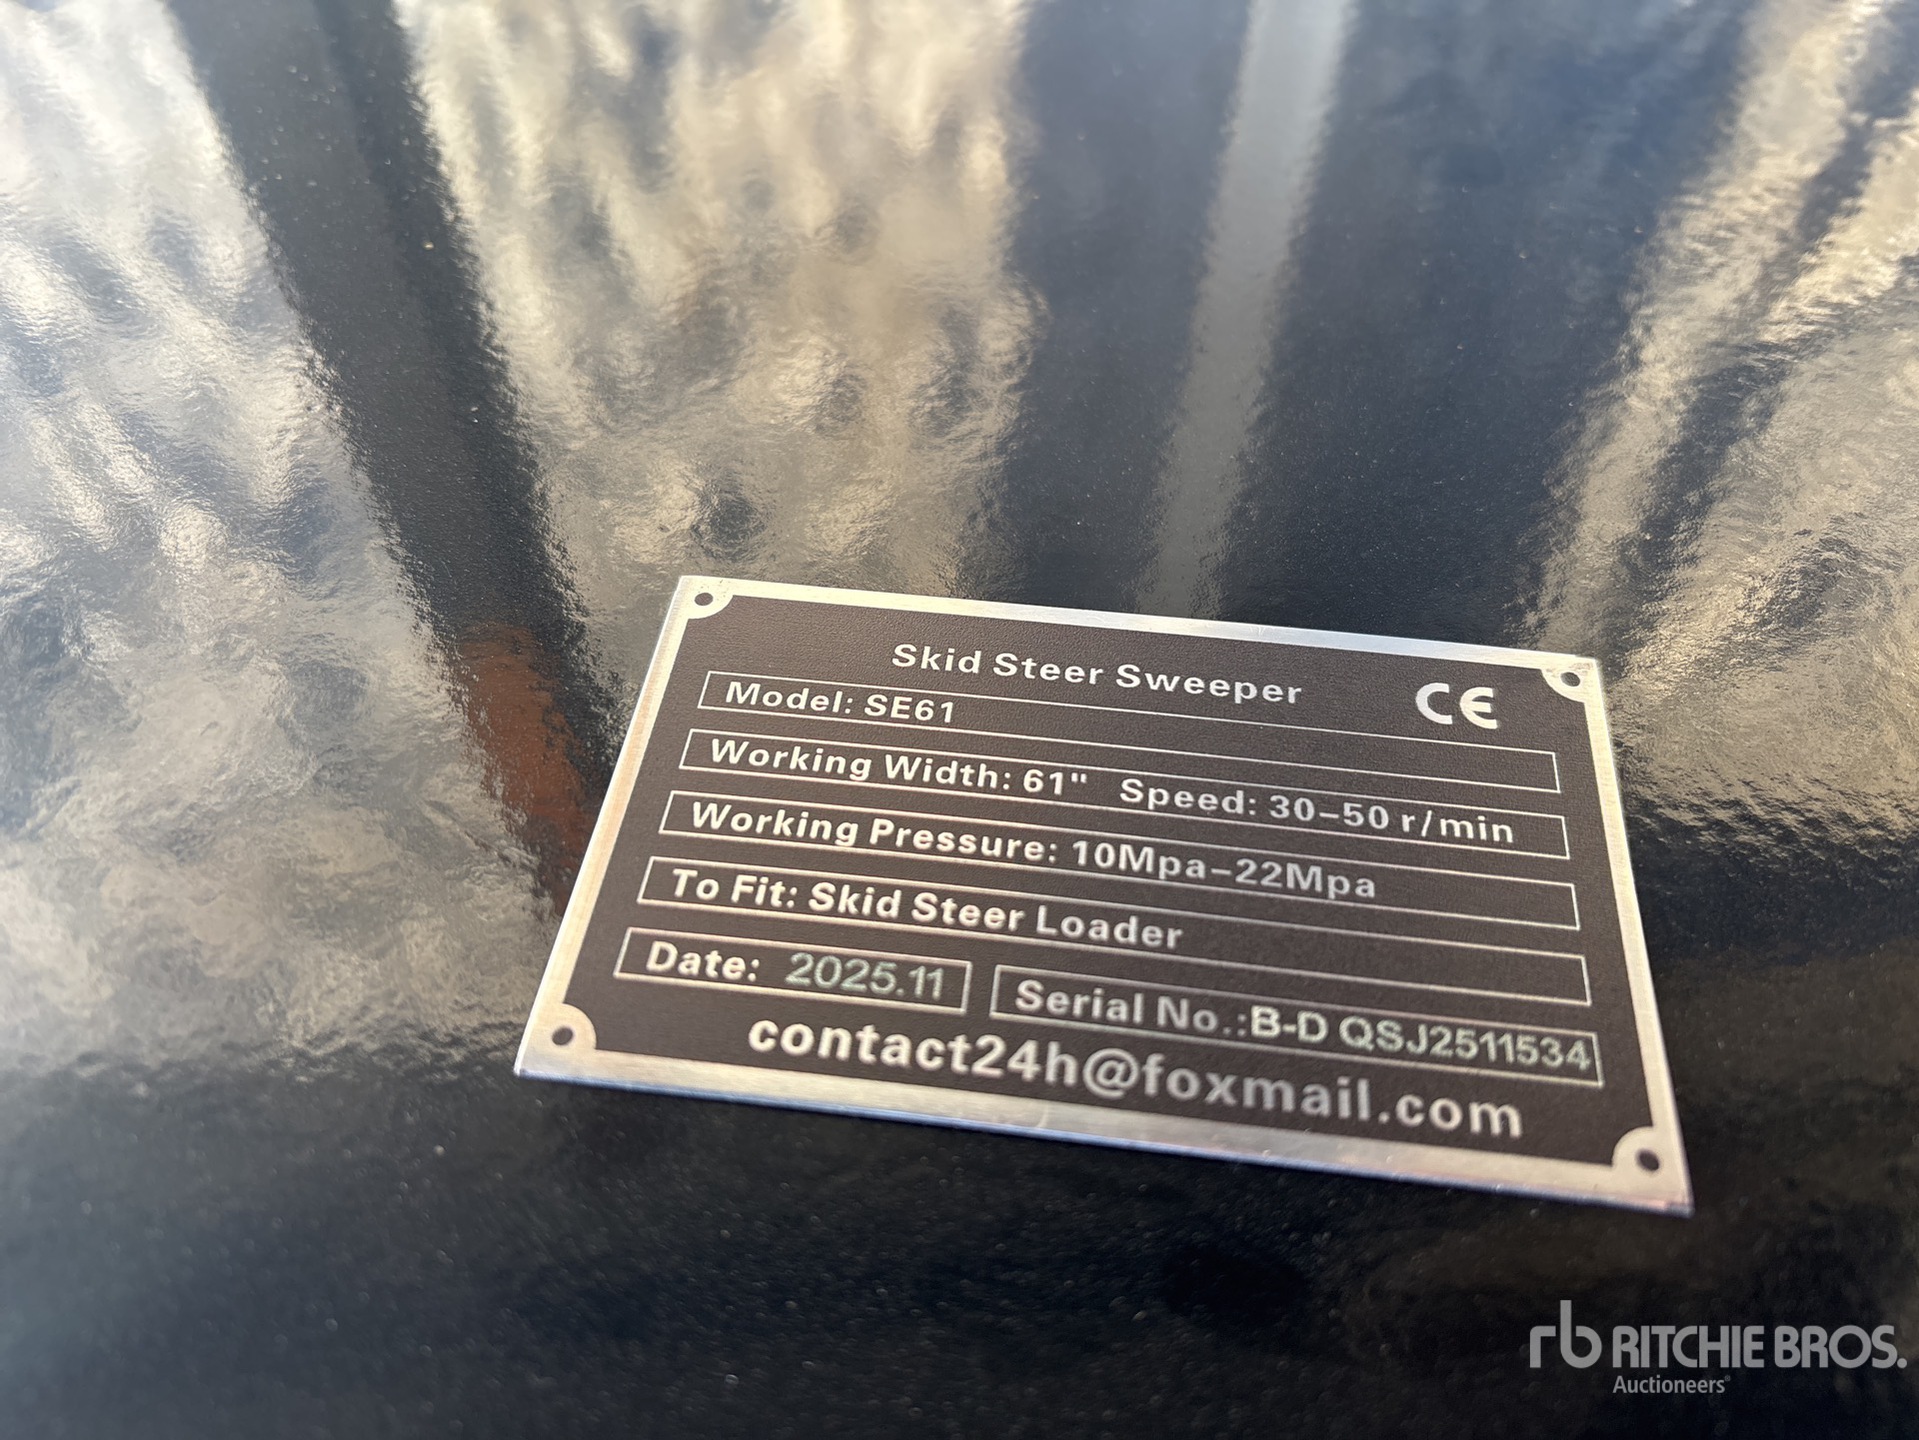 Skid Steer Sweeper
CE
Model: SE61
Working Width: 61" Speed: 30-50 r/min
Working Pressure: 10Mpa-22Mpa
To Fit: Skid Steer Loader
Date: 2025.11 Serial No.:B-D QSJ2511534
contact24h@foxmail.com
rb RITCHIE BROS.
Auctioneers